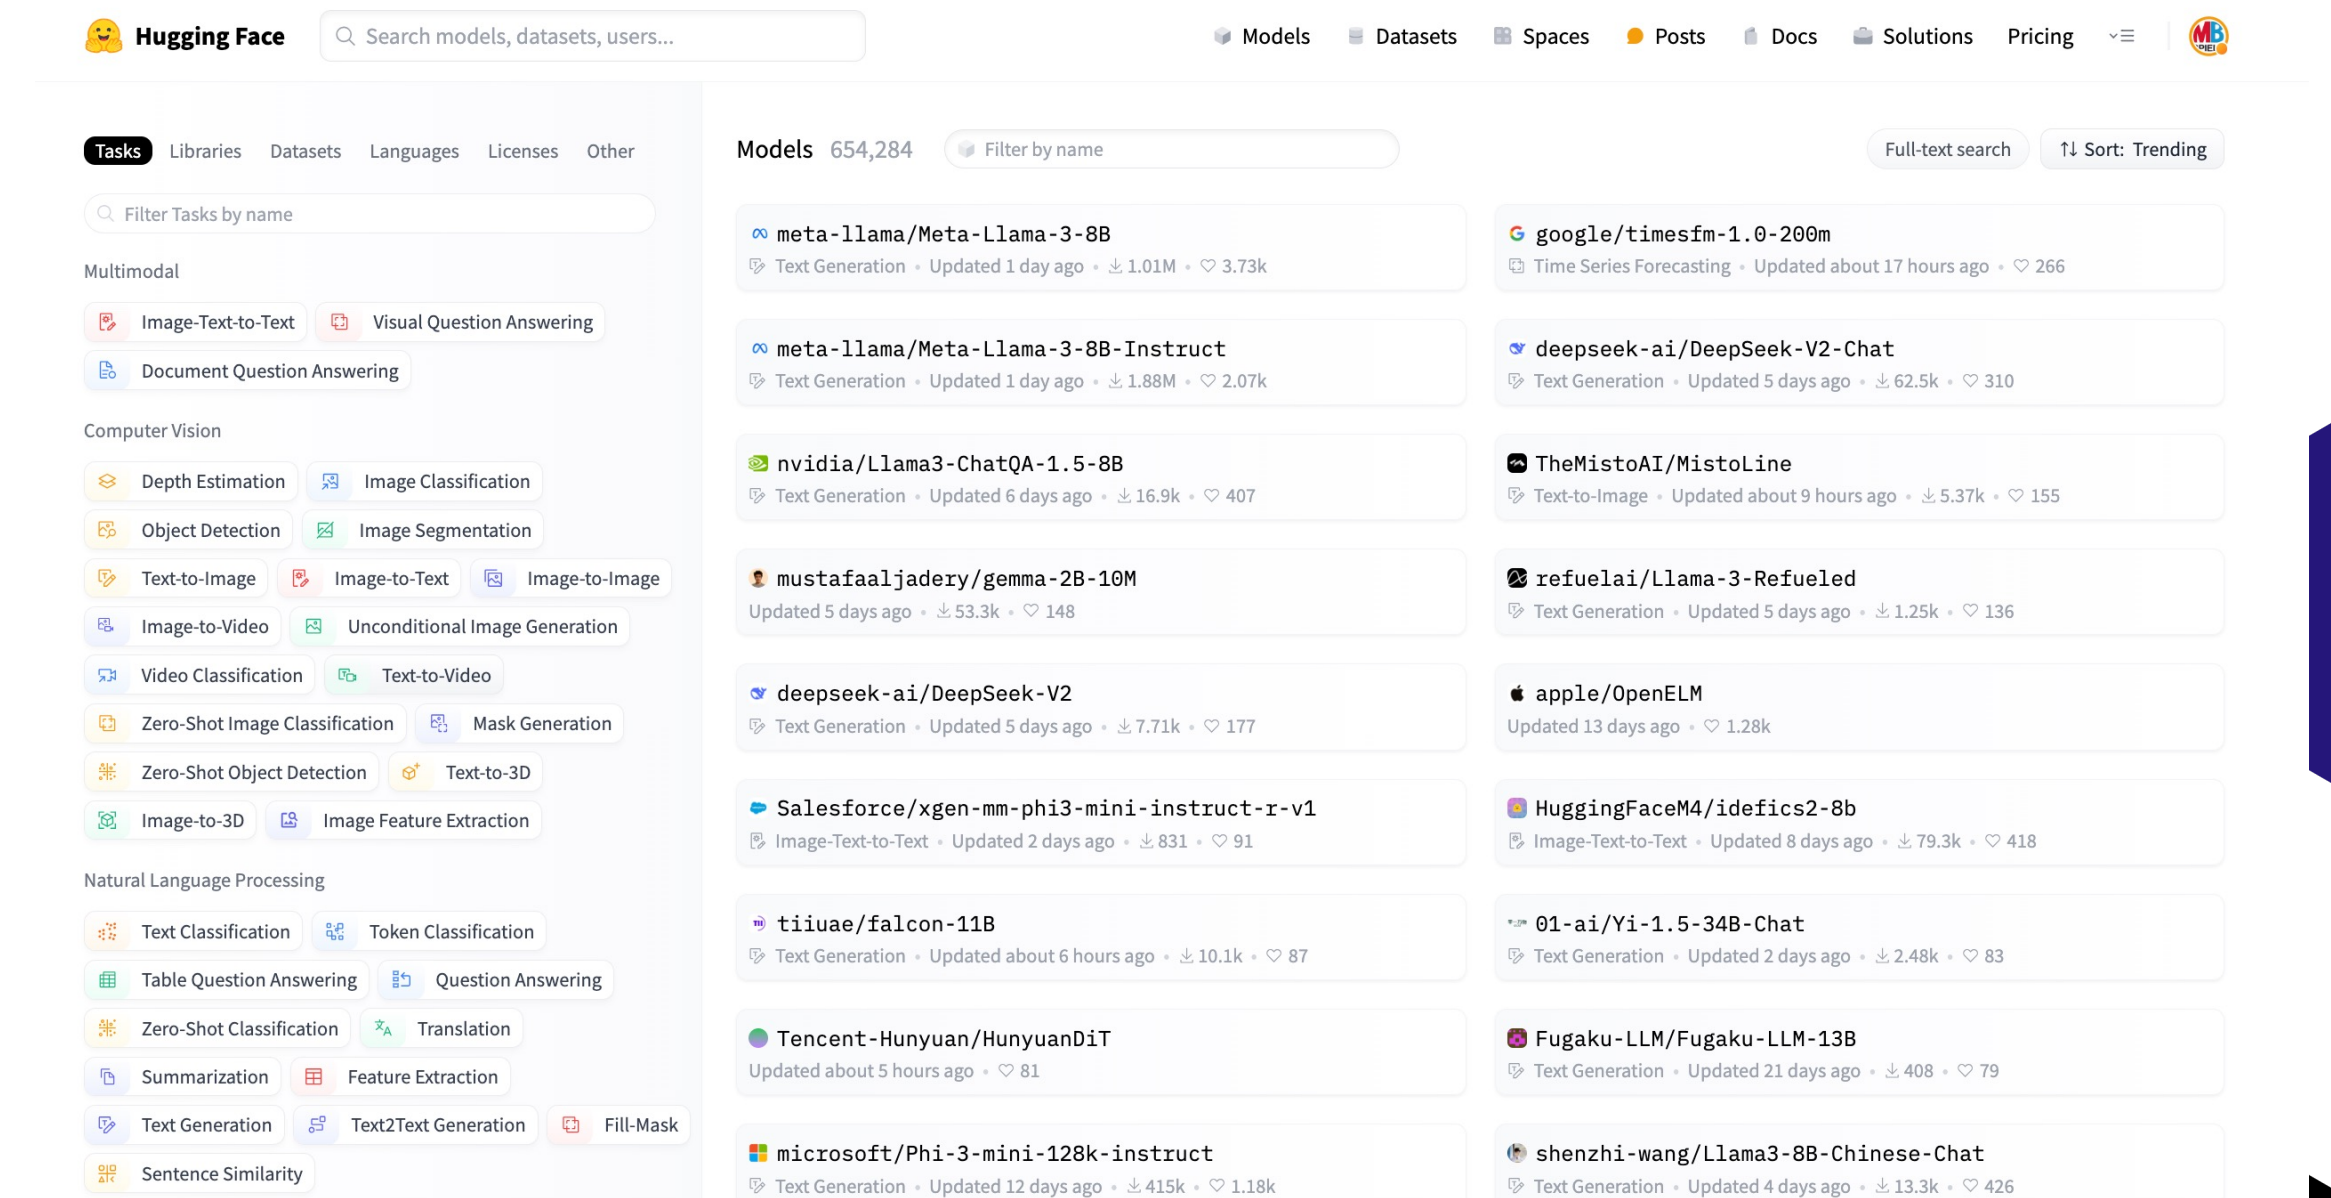 Hugging Face
Search models, datasets, users...
Models
Datasets
Spaces
Posts
Docs
Solutions
Pricing
MB
Tasks
Libraries
Datasets
Languages
Licenses
Other
Filter Tasks by name
Multimodal
Image-Text-to-Text
Visual Question Answering
Document Question Answering
Computer Vision
Depth Estimation
Image Classification
Object Detection
Image Segmentation
Text-to-Image
Image-to-Text
Image-to-Image
Image-to-Video
Unconditional Image Generation
Video Classification
Text-to-Video
Zero-Shot Image Classification
Mask Generation
Zero-Shot Object Detection
Text-to-3D
Image-to-3D
Image Feature Extraction
Natural Language Processing
Text Classification
Token Classification
Table Question Answering
Question Answering
Zero-Shot Classification
Translation
Summarization
Feature Extraction
Text Generation
Text2Text Generation
Fill-Mask
Sentence Similarity
Models 654,284
Filter by name
Full-text search
Sort: Trending
meta-llama/Meta-Llama-3-8B
Text Generation • Updated 1 day ago • 1.01M • 3.73k
google/timesfm-1.0-200m
Time Series Forecasting • Updated about 17 hours ago • 266
meta-llama/Meta-Llama-3-8B-Instruct
Text Generation • Updated 1 day ago • 1.88M • 2.07k
deepseek-ai/DeepSeek-V2-Chat
Text Generation • Updated 5 days ago • 62.5k • 310
nvidia/Llama3-ChatQA-1.5-8B
Text Generation • Updated 6 days ago • 16.9k • 407
TheMistoAI/MistoLine
Text-to-Image • Updated about 9 hours ago • 5.37k • 155
mustafaaljadery/gemma-2B-10M
Updated 5 days ago • 53.3k • 148
refuelai/Llama-3-Refueled
Text Generation • Updated 5 days ago • 1.25k • 136
deepseek-ai/DeepSeek-V2
Text Generation • Updated 5 days ago • 7.71k • 177
apple/OpenELM
Updated 13 days ago • 1.28k
Salesforce/xgen-mm-phi3-mini-instruct-r-v1
Image-Text-to-Text • Updated 2 days ago • 831 • 91
HuggingFaceM4/idefics2-8b
Image-Text-to-Text • Updated 8 days ago • 79.3k • 418
tiiuae/falcon-11B
Text Generation • Updated about 6 hours ago • 10.1k • 87
01-ai/Yi-1.5-34B-Chat
Text Generation • Updated 2 days ago • 2.48k • 83
Tencent-Hunyuan/HunyuanDiT
Updated about 5 hours ago • 81
Fugaku-LLM/Fugaku-LLM-13B
Text Generation • Updated 21 days ago • 408 • 79
microsoft/Phi-3-mini-128k-instruct
Text Generation • Updated 12 days ago • 415k • 1.18k
shenzhi-wang/Llama3-8B-Chinese-Chat
Text Generation • Updated 4 days ago • 13.3k • 426